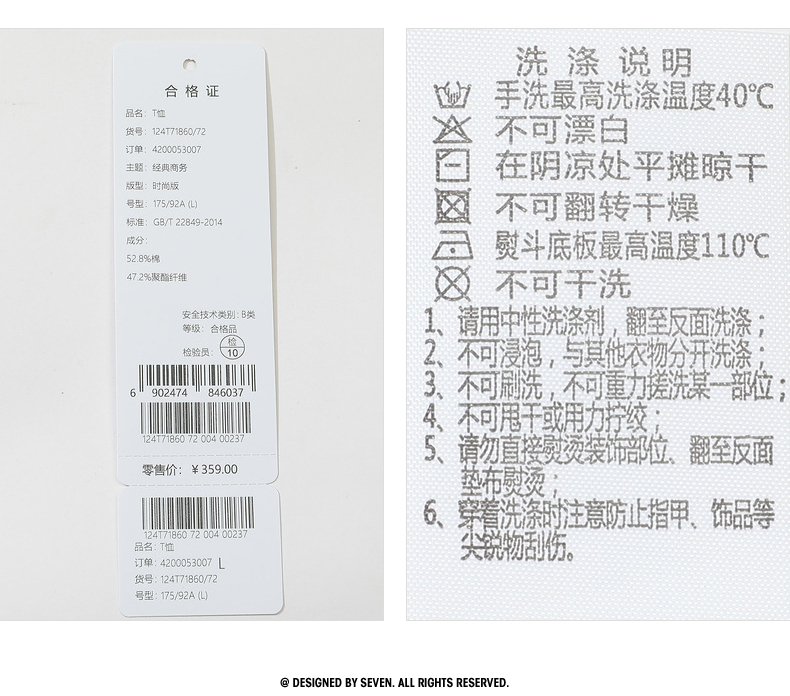 合格证
品名: T恤
货号: 124T71860/72
订单: 4200053007
主题: 经典商务
版型: 时尚版
号型: 175/92A (L)
标准: GB/T 22849-2014
成分:
52.8%棉
47.2%聚酯纤维
安全技术类别: B类
等级: 合格品
检验员: 检 10
6 902474 846037
124T71860 72 004 00237
零售价: ¥359.00
124T71860 72 004 00237
品名: T恤
订单: 4200053007 L
货号: 124T71860/72
号型: 175/92A (L)
洗涤说明
手洗最高洗涤温度40℃
不可漂白
在阴凉处平摊晾干
不可翻转干燥
熨斗底板最高温度110℃
不可干洗
1、请用中性洗涤剂，翻至反面洗涤；
2、不可浸泡，与其他衣物分开洗涤；
3、不可刷洗，不可重力搓洗某一部位；
4、不可甩干或用力拧绞；
5、请勿直接熨烫装饰部位、翻至反面
垫布熨烫；
6、穿着洗涤时注意防止指甲、饰品等
尖锐物刮伤。
@ DESIGNED BY SEVEN. ALL RIGHTS RESERVED.